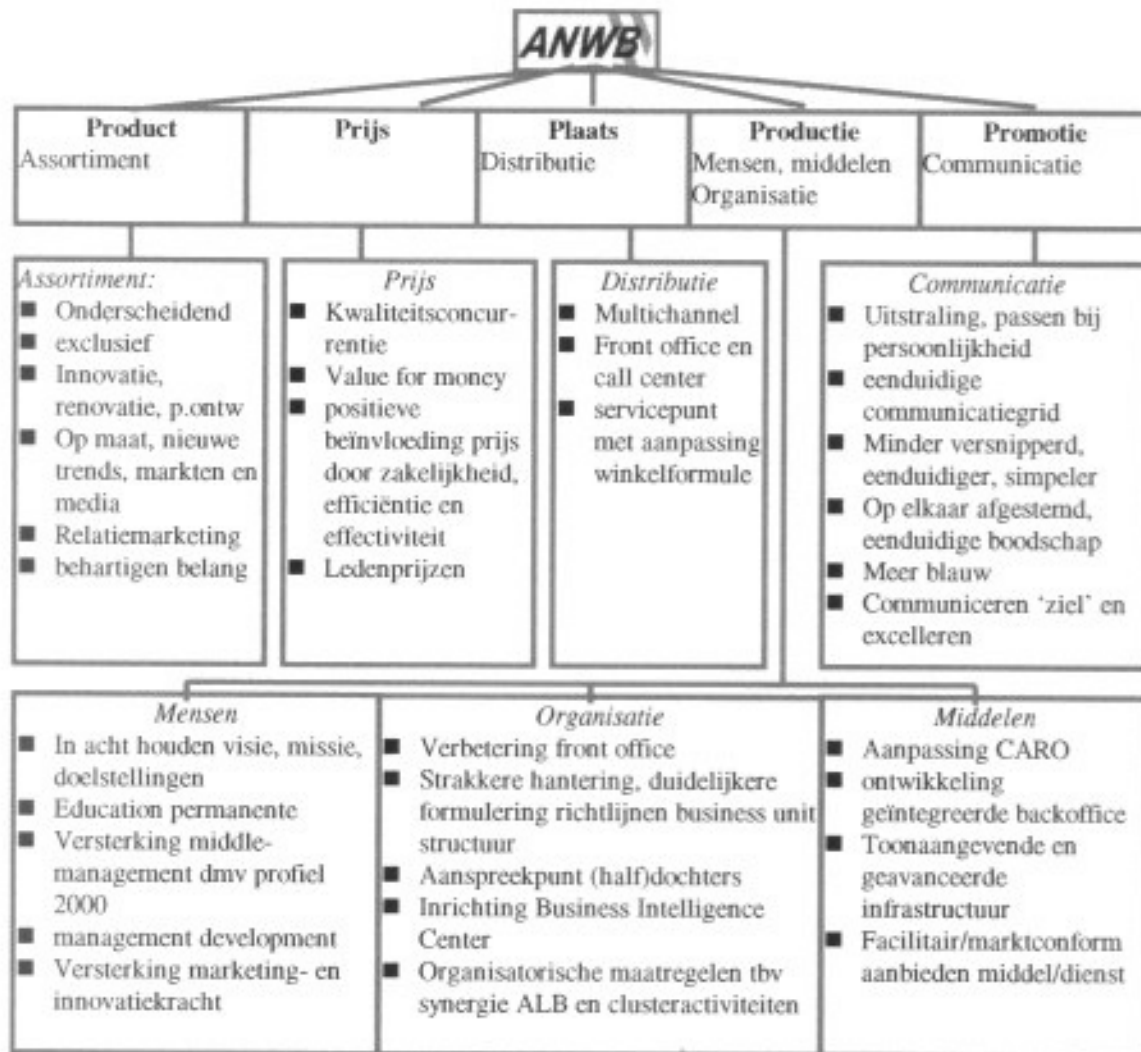 ANWB
Product
Assortiment
Prijs
Plaats
Distributie
Productie
Mensen, middelen
Organisatie
Promotie
Communicatie
Assortiment:
Onderscheidend
exclusief
Innovatie,
renovatie, p.ontw
Op maat, nieuwe
trends, markten en
media
Relatiemarketing
behartigen belang
Prijs
Kwaliteitsconcur-
rentie
Value for money
positieve
beïnvloeding prijs
door zakelijkheid,
efficiëntie en
effectiviteit
Ledenprijzen
Distributie
Multichannel
Front office en
call center
servicepunt
met aanpassing
winkelformule
Communicatie
Uitstraling, passen bij
persoonlijkheid
eenduidige
communicatiegrid
Minder versnipperd,
eenduidiger, simpeler
Op elkaar afgestemd,
eenduidige boodschap
Meer blauw
Communiceren ‘ziel’ en
excelleren
Mensen
In acht houden visie, missie,
doelstellingen
Education permanente
Versterking middle-
management dmv profiel
2000
management development
Versterking marketing- en
innovatiekracht
Organisatie
Verbetering front office
Strakkere hantering, duidelijkere
formulering richtlijnen business unit
structuur
Aanspreekpunt (half)dochters
Inrichting Business Intelligence
Center
Organisatorische maatregelen tbv
synergie ALB en clusteractiviteiten
Middelen
Aanpassing CARO
ontwikkeling
geïntegreerde backoffice
Toonaangevende en
geavanceerde
infrastructuur
Facilitair/marktconform
aanbieden middel/dienst